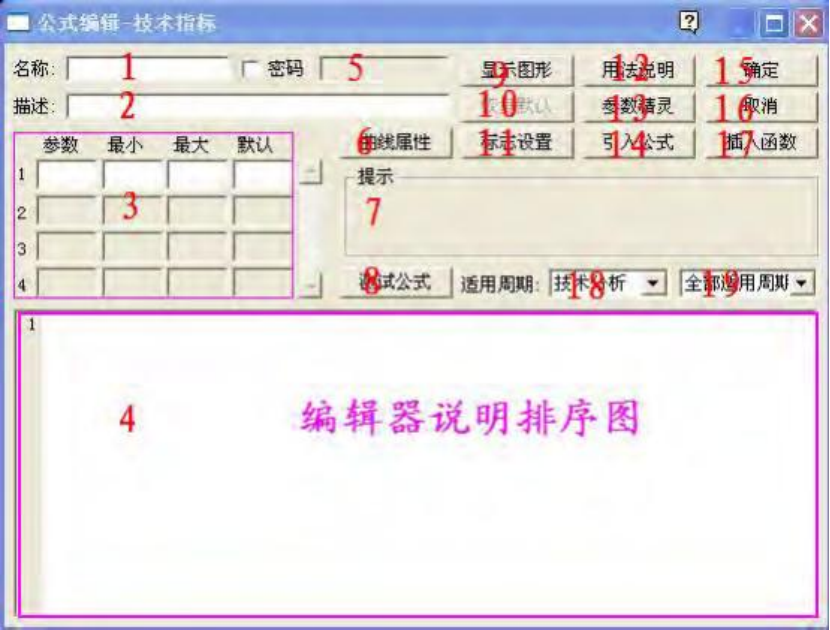 公式编辑-技术指标
名称: 1 密码 5 显示图形 9 用法说明 12 确定 15
描述: 2 10 默认 参数精灵 13 取消 16
参数 最小 最大 默认 6 曲线属性 11 标志设置 14 引入公式 17 插入函数
1 提示
2 3 7
3
4 8 测试公式 适用周期: 技术分析 18 全部适用周期 19
1
4 编辑器说明排序图